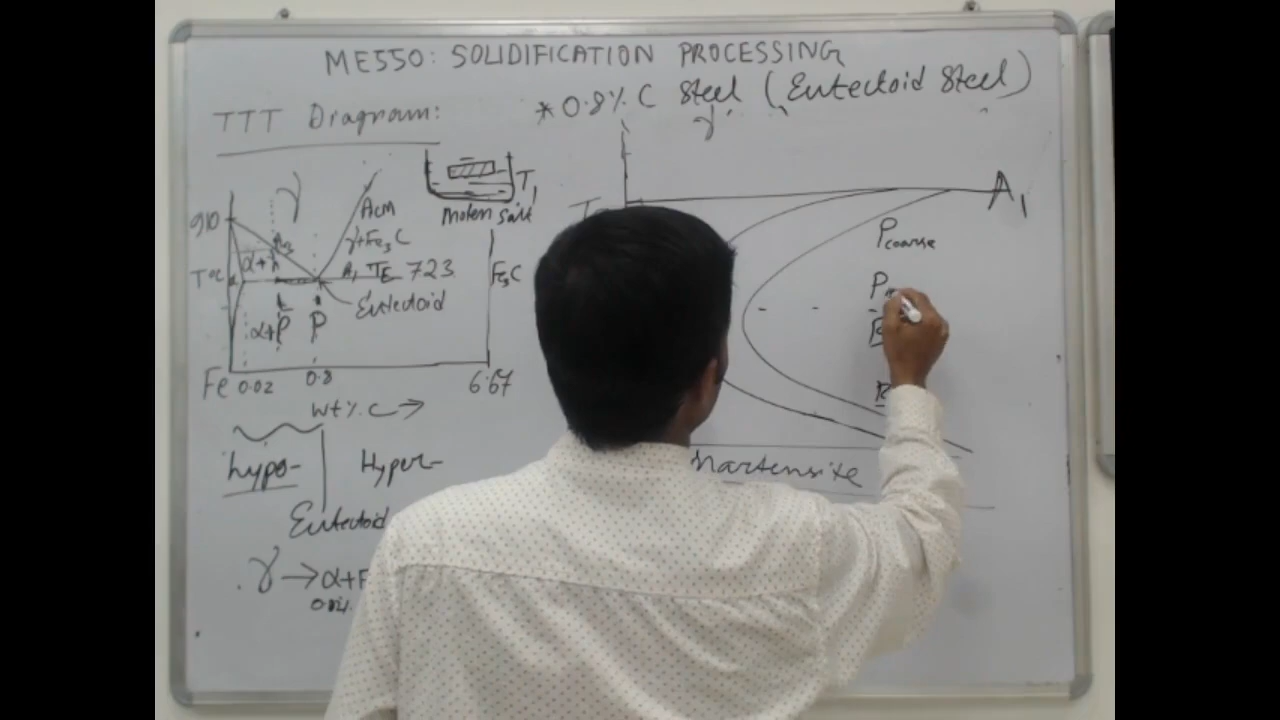 ME550: SOLIDIFICATION PROCESSING
TTT Diagram:
* 0.8% C Steel (Eutectoid Steel)
γ
T1
Molten Salt
910
γ
Acm
γ+Fe3C
A3
α+γ
T°C
A1 TE 723
Fe3C
Eutectoid
α+P
P
Fe 0.02 0.8 6.67
Wt% C →
hypo-
Hyper-
Eutectoid
γ → α+F
A1
Pcoarse
P
Martensite